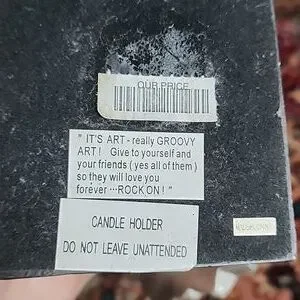 OUR PRICE
" IT'S ART - really GROOVY
ART ! Give to yourself and
your friends ( yes all of them )
so they will love you
forever ···ROCK ON ! "
CANDLE HOLDER
DO NOT LEAVE UNATTENDED